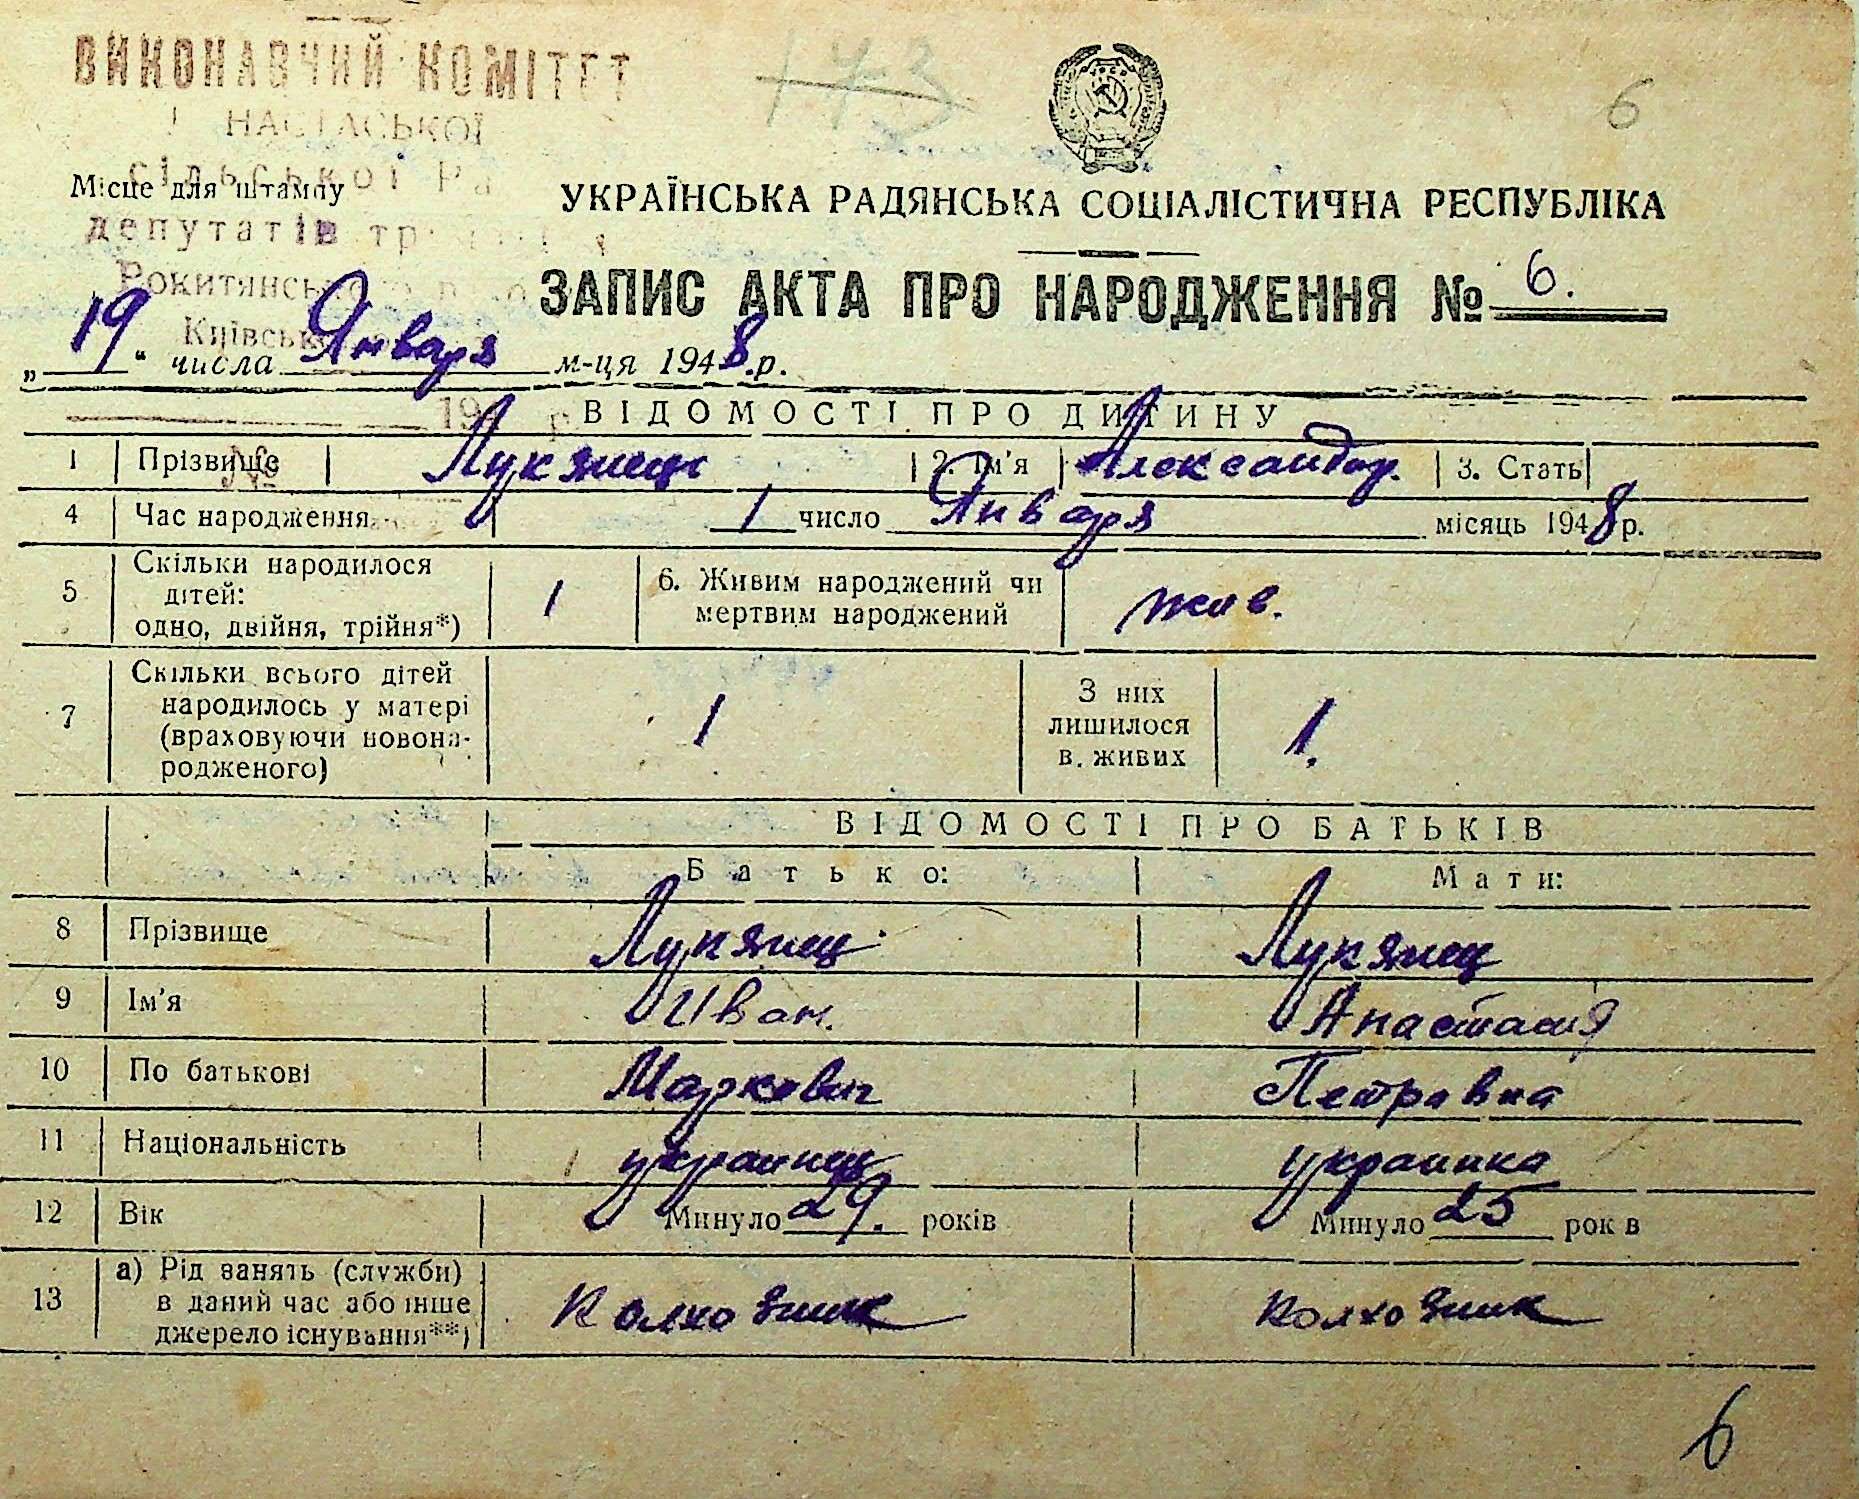 ВИКОНАВЧИЙ КОМІТЕТ
173
6
НАСТАСЬКОЇ
сільської Ра
Місце для штампу
УКРАЇНСЬКА РАДЯНСЬКА СОЦІАЛІСТИЧНА РЕСПУБЛІКА
депутатів
ЗАПИС АКТА ПРО НАРОДЖЕННЯ № 6.
„19“ числа Января м-ця 1948.р.
ВІДОМОСТІ ПРО ДИТИНУ
1 Прізвище Лукянец 2. Ім'я Александр. 3. Стать
4 Час народження 1 число Января місяць 1948 р.
5 Скільки народилося дітей: одно, двійня, трійня*) 1 6. Живим народжений чи мертвим народжений жив.
7 Скільки всього дітей народилось у матері (враховуючи новонародженого) 1 З них лишилося в. живих 1.
ВІДОМОСТІ ПРО БАТЬКІВ
Батько: Мати:
8 Прізвище Лукянец Лукянец
9 Ім'я Иван. Анастасия
10 По батькові Маркович Петровна
11 Національність украинец украинка
12 Вік Минуло 29. років Минуло 25 рок в
13 а) Рід занять (служби) в даний час або інше джерело існування**) Колхозник колхозник
6